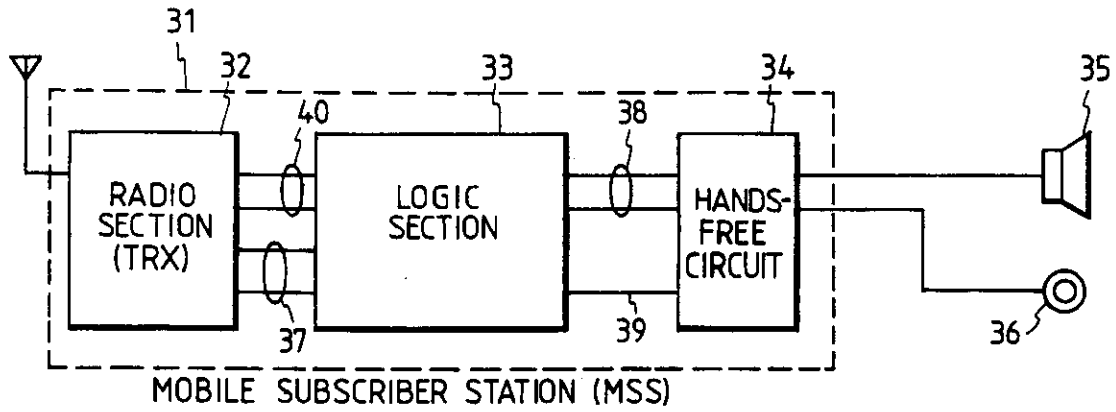 31
32
33
34
35
40
38
RADIO
SECTION
(TRX)
LOGIC
SECTION
HANDS-
FREE
CIRCUIT
37
39
36
MOBILE SUBSCRIBER STATION (MSS)